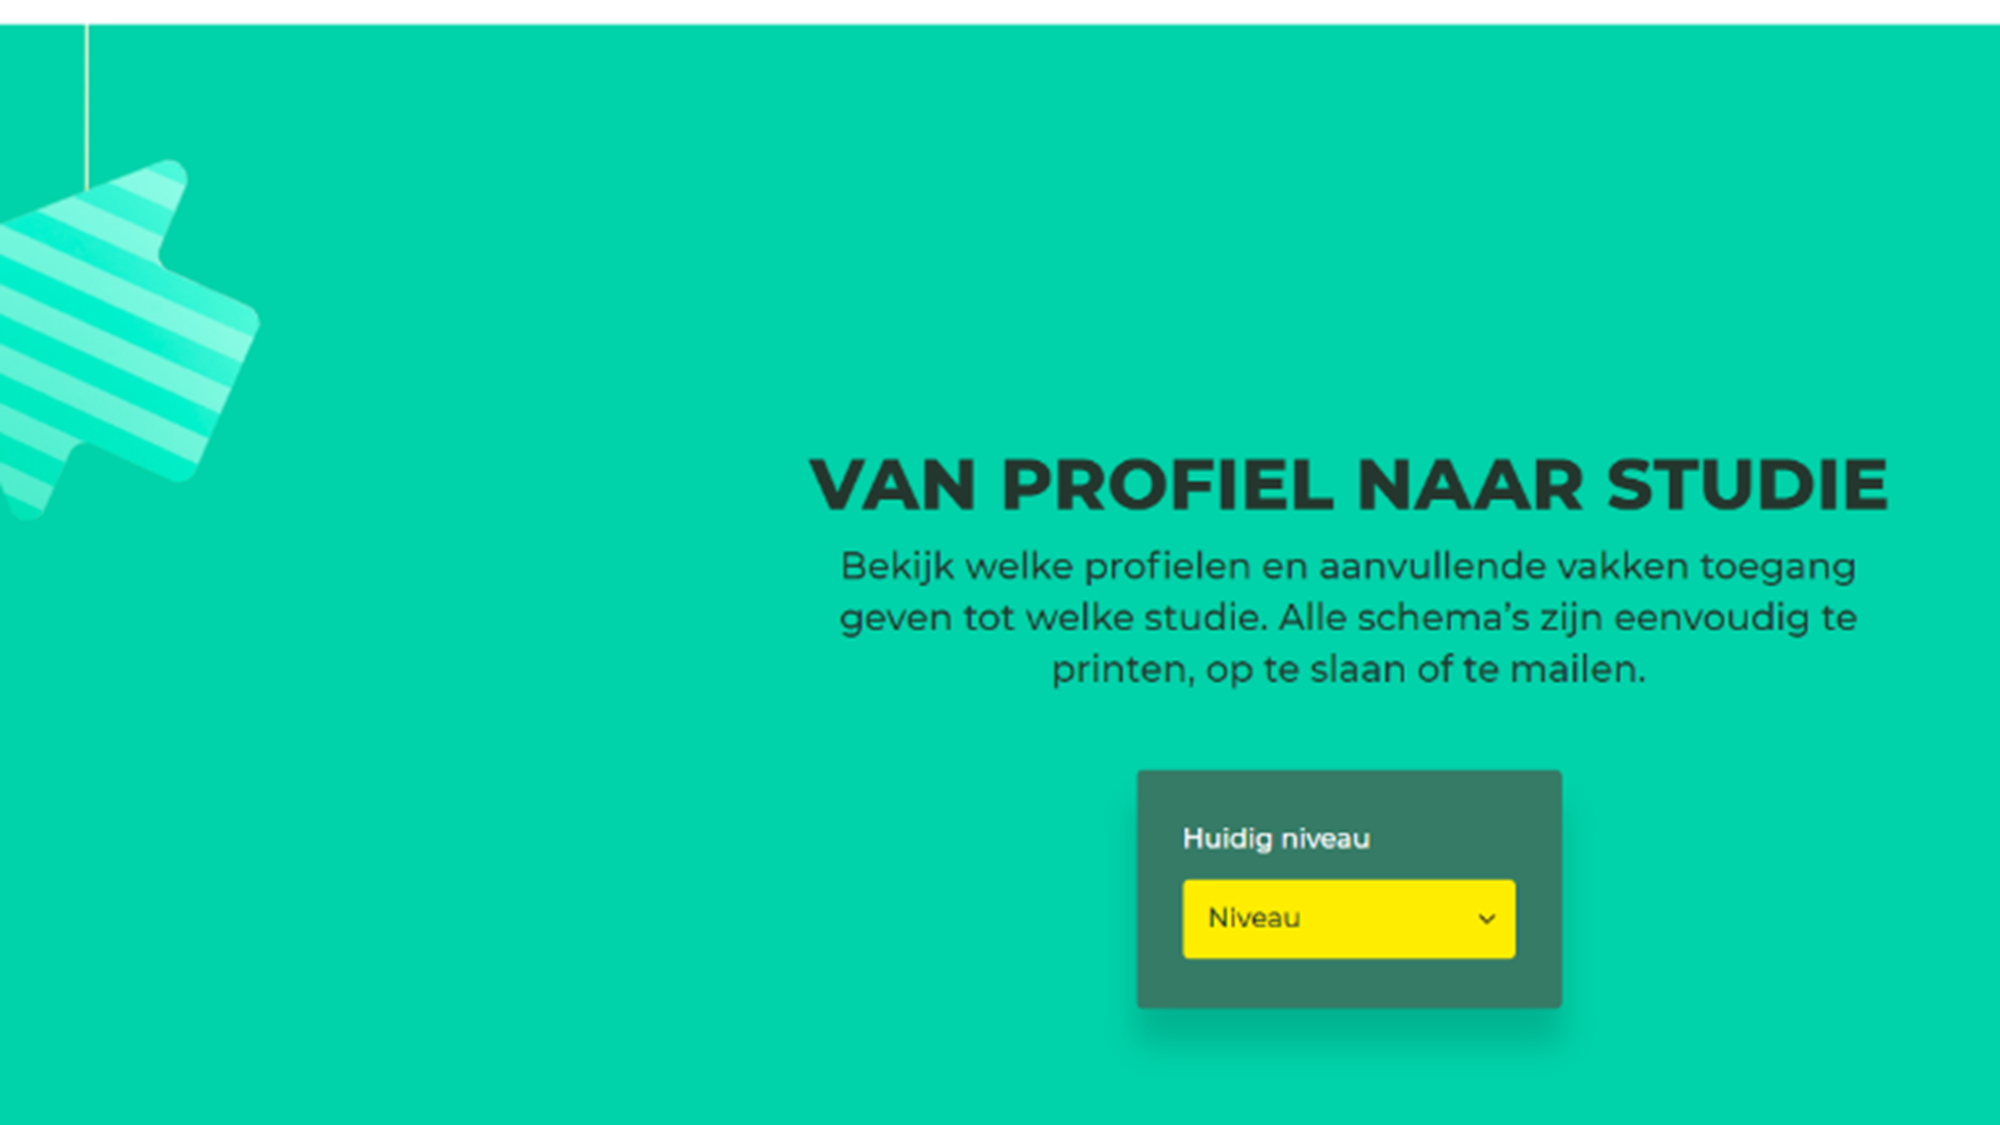 VAN PROFIEL NAAR STUDIE
Bekijk welke profielen en aanvullende vakken toegang
geven tot welke studie. Alle schema’s zijn eenvoudig te
printen, op te slaan of te mailen.
Huidig niveau
Niveau